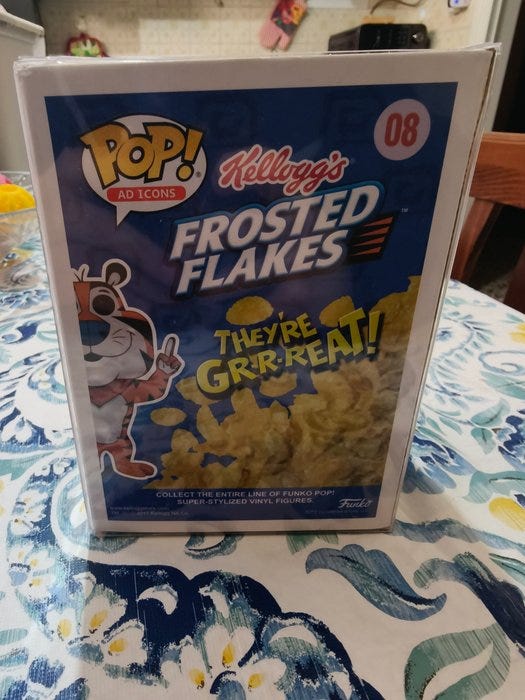 POP!
AD ICONS
08
Kellogg's
FROSTED
FLAKES
THEY'RE
GR-R-REAT!
COLLECT THE ENTIRE LINE OF FUNKO POP!
SUPER-STYLIZED VINYL FIGURES.
Funko